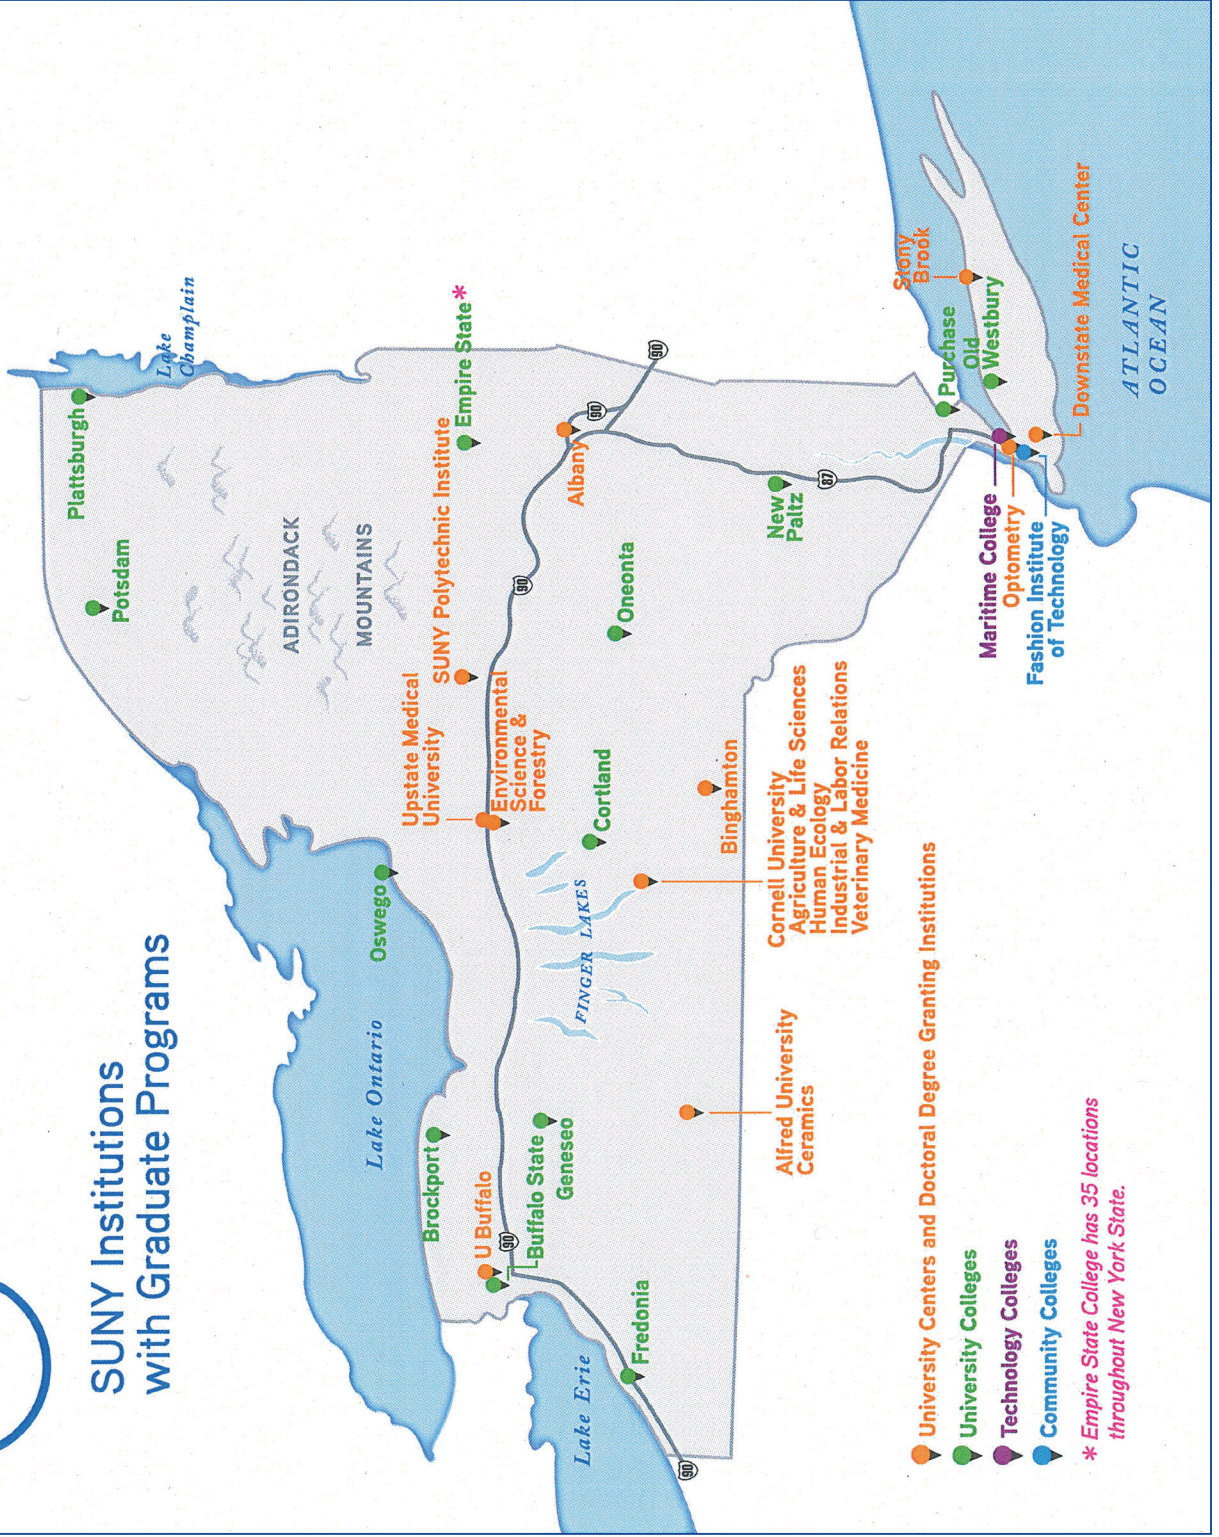 SUNY Institutions
with Graduate Programs
Plattsburgh
Lake
Champlain
Potsdam
ADIRONDACK
MOUNTAINS
Empire State*
SUNY Polytechnic Institute
Upstate Medical
University
Environmental
Science &
Forestry
Oswego
Lake Ontario
Brockport
U Buffalo
Buffalo State
Geneseo
90
90
90
90
90
87
Albany
FINGER LAKES
Cortland
Oneonta
Lake Erie
Fredonia
Binghamton
New
Paltz
Alfred University
Ceramics
Cornell University
Agriculture & Life Sciences
Human Ecology
Industrial & Labor Relations
Veterinary Medicine
Stony
Brook
Purchase
Old
Westbury
Maritime College
Optometry
Fashion Institute
of Technology
Downstate Medical Center
ATLANTIC
OCEAN
University Centers and Doctoral Degree Granting Institutions
University Colleges
Technology Colleges
Community Colleges
* Empire State College has 35 locations
throughout New York State.